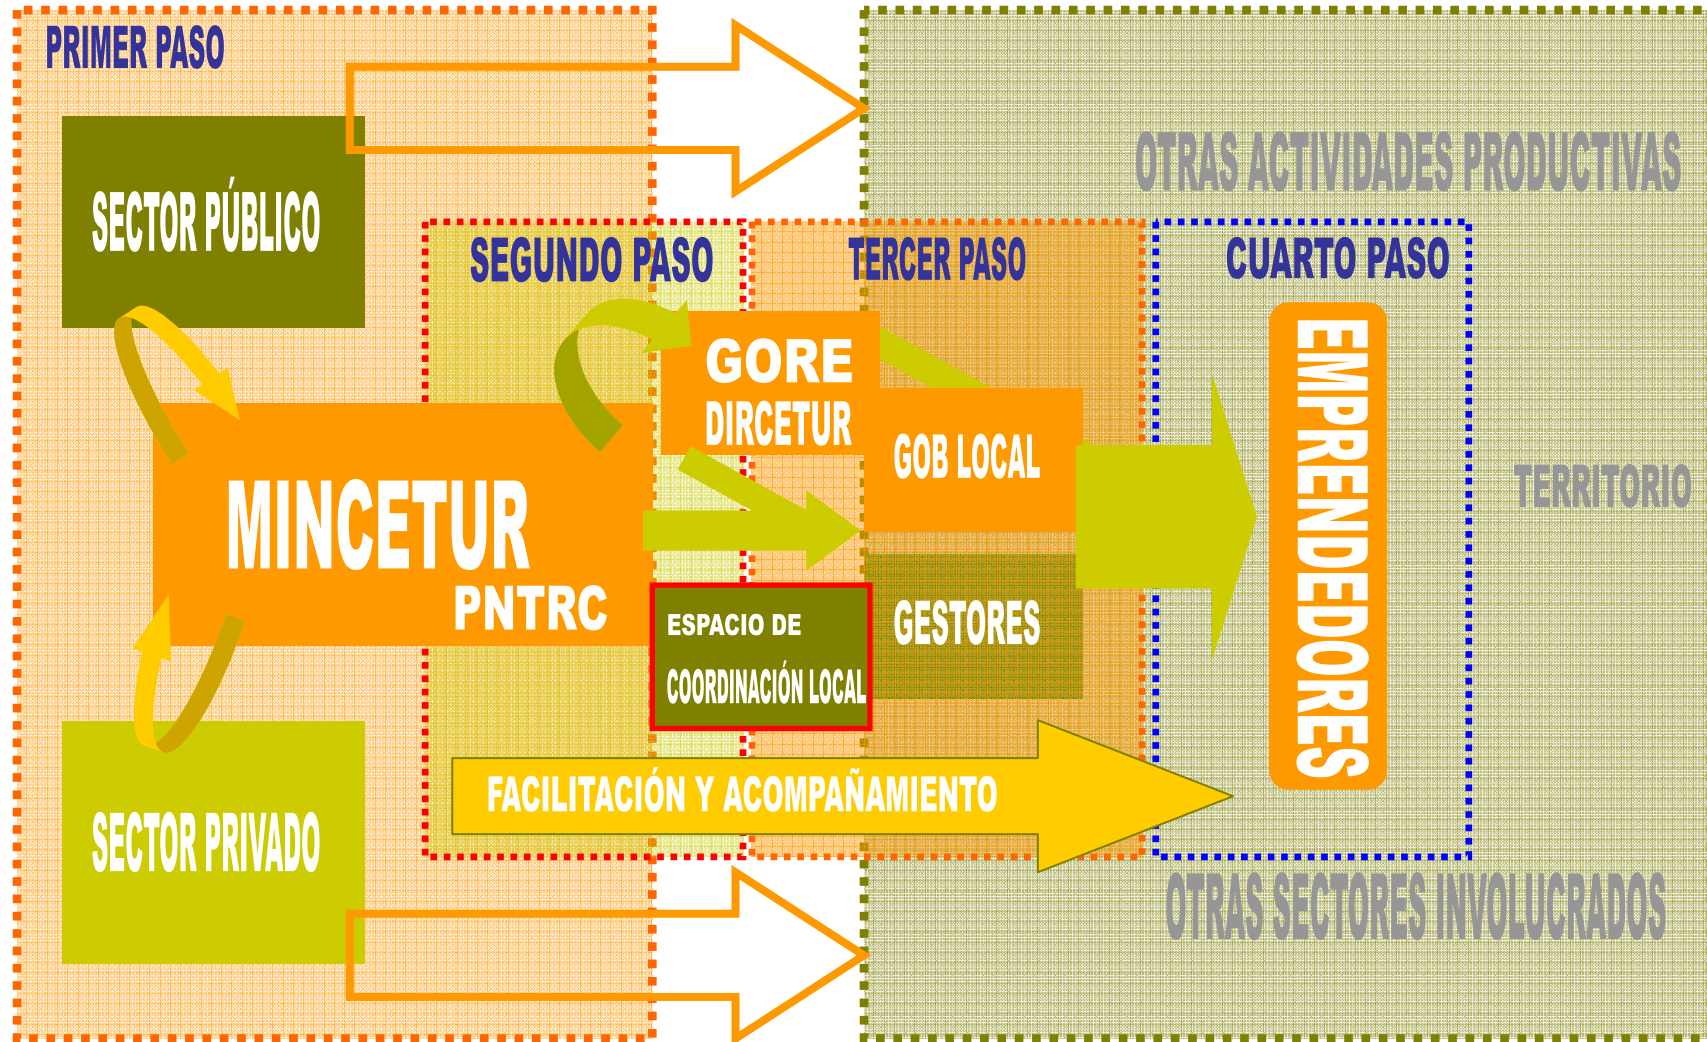 PRIMER PASO
SECTOR PÚBLICO
OTRAS ACTIVIDADES PRODUCTIVAS
SEGUNDO PASO
TERCER PASO
CUARTO PASO
GORE
DIRCETUR
GOB LOCAL
MINCETUR
PNTRC
ESPACIO DE
COORDINACIÓN LOCAL
GESTORES
EMPRENDEDORES
TERRITORIO
SECTOR PRIVADO
FACILITACIÓN Y ACOMPAÑAMIENTO
OTRAS SECTORES INVOLUCRADOS